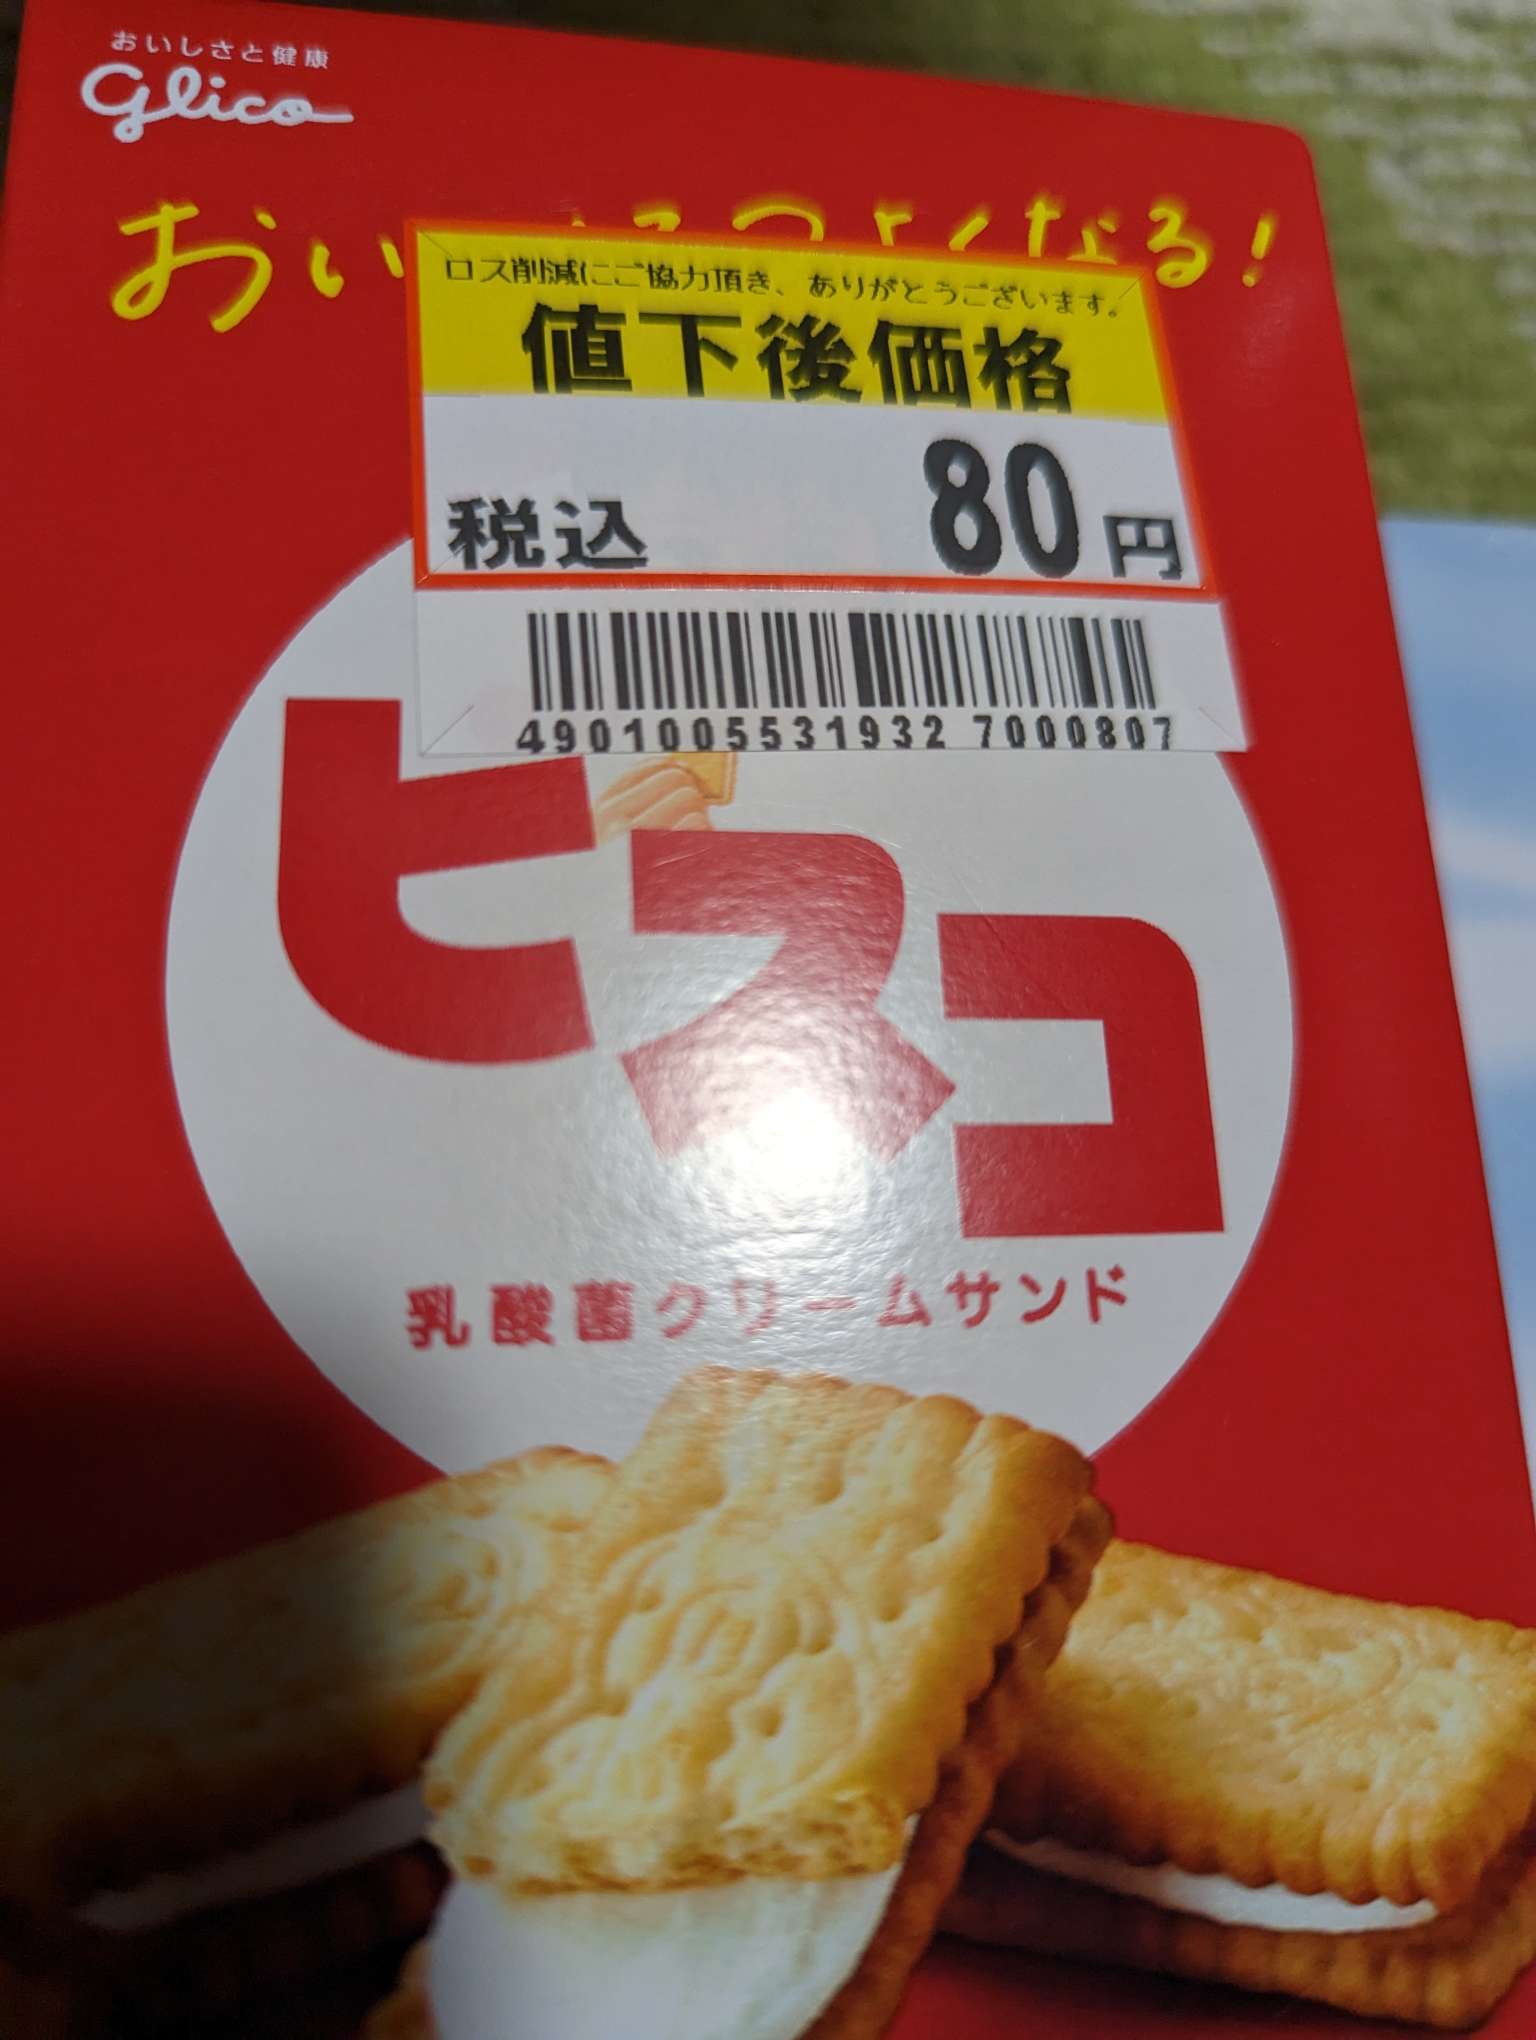 おいしさと健康
glico
おい つよくなる!
ロス削減にご協力頂き、ありがとうございます。
値下後価格
税込 80円
4901005531932 7000807
ビスコ
乳酸菌クリームサンド